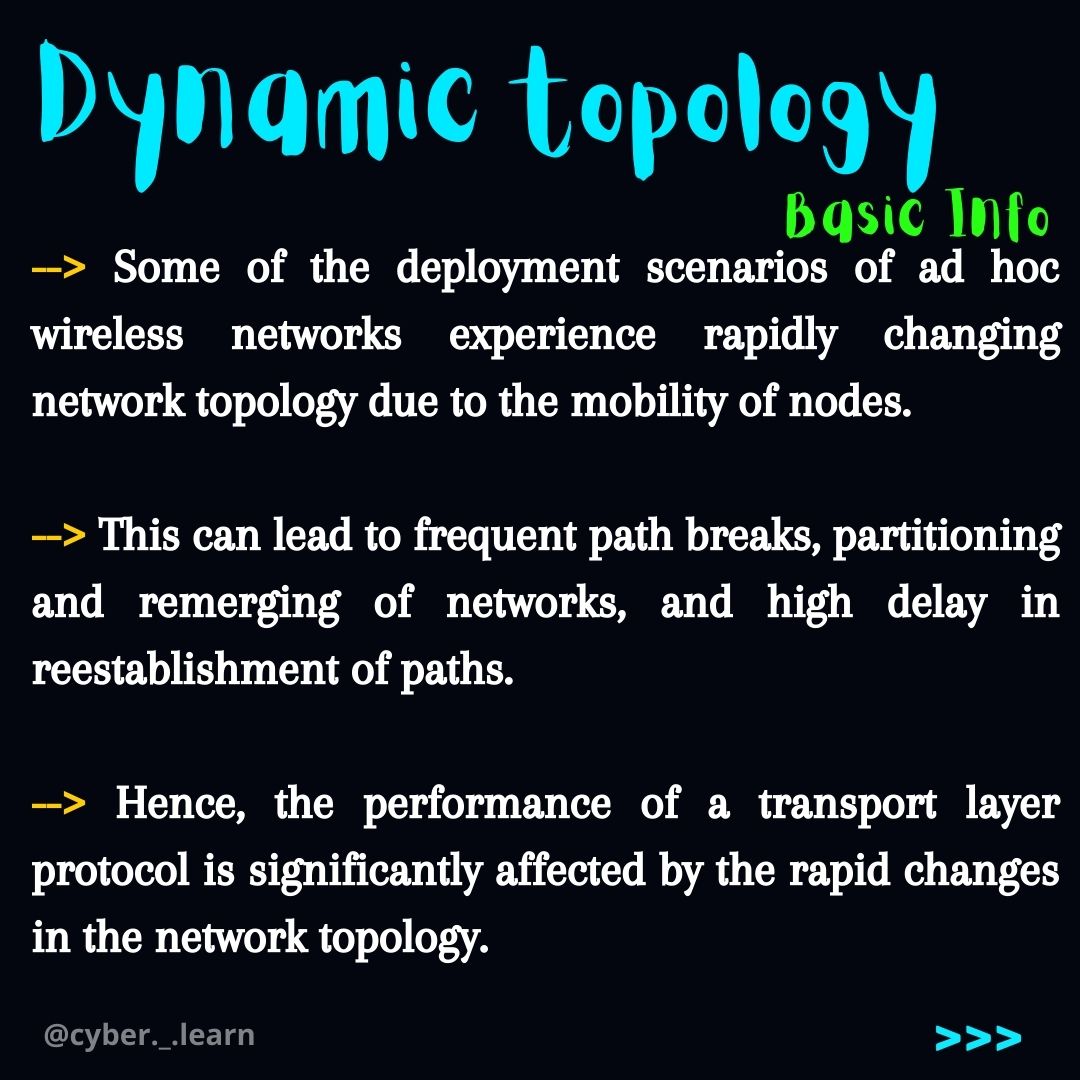 Dynamic topology
Basic Info
--> Some of the deployment scenarios of ad hoc
wireless networks experience rapidly changing
network topology due to the mobility of nodes.
--> This can lead to frequent path breaks, partitioning
and remerging of networks, and high delay in
reestablishment of paths.
--> Hence, the performance of a transport layer
protocol is significantly affected by the rapid changes
in the network topology.
@cyber._.learn
>>>